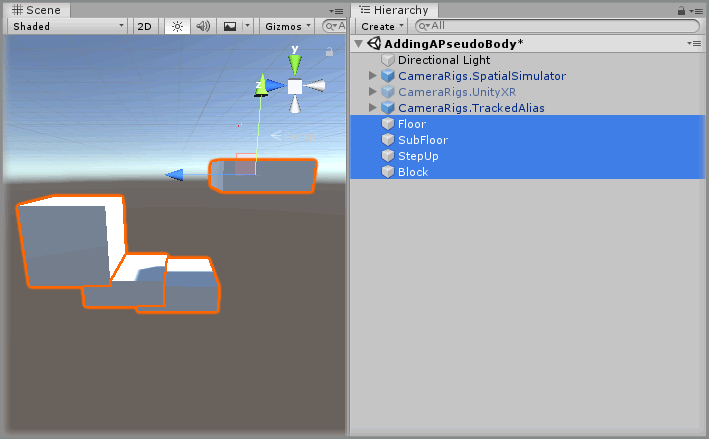 Scene
Shaded 2D Gizmos All
y
z
Hierarchy
Create All
AddingAPseudoBody*
Directional Light
CameraRigs.SpatialSimulator
CameraRigs.UnityXR
CameraRigs.TrackedAlias
Floor
SubFloor
StepUp
Block